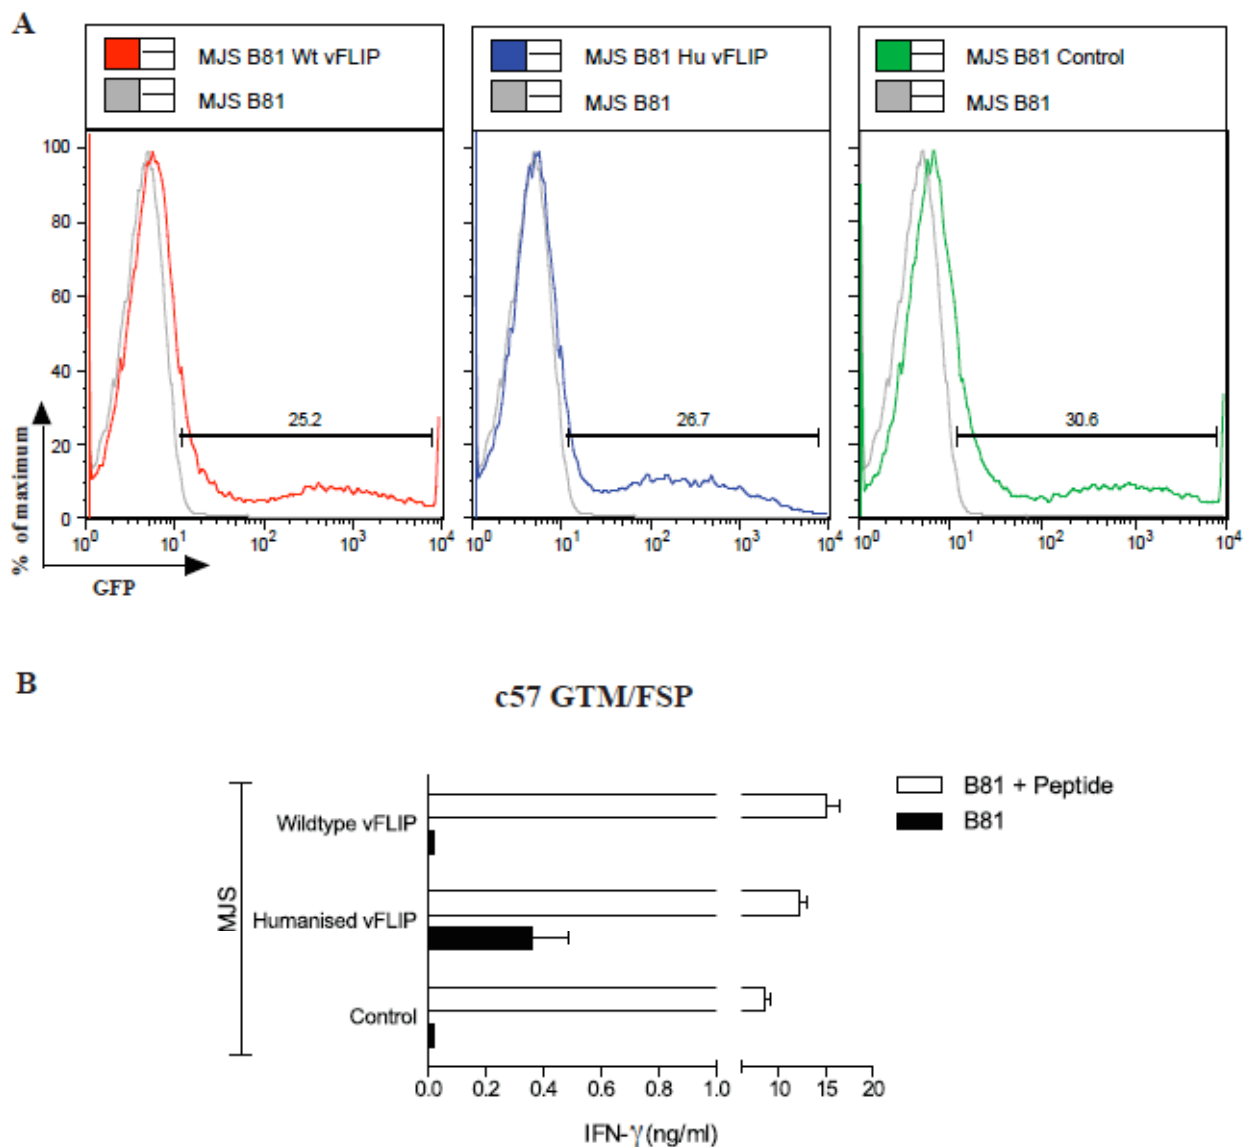 A
MJS B81 Wt vFLIP
MJS B81
MJS B81 Hu vFLIP
MJS B81
MJS B81 Control
MJS B81
100
80
60
40
20
0
25.2
26.7
30.6
10^0 10^1 10^2 10^3 10^4
10^0 10^1 10^2 10^3 10^4
10^0 10^1 10^2 10^3 10^4
% of maximum
GFP
B
c57 GTM/FSP
B81 + Peptide
B81
MJS
Wildtype vFLIP
Humanised vFLIP
Control
0.0 0.2 0.4 0.6 0.8 1.0 10 15 20
IFN-γ (ng/ml)